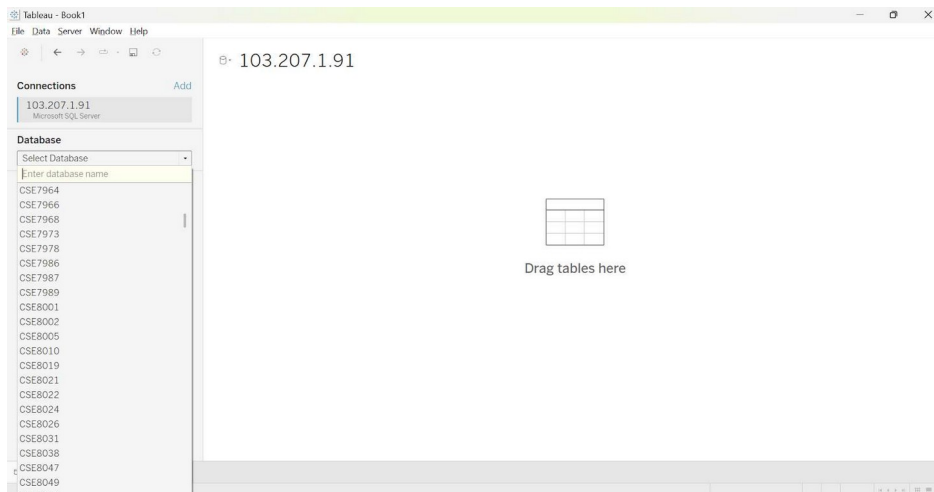 Tableau - Book1
File Data Server Window Help
Connections Add
103.207.1.91
Microsoft SQL Server
Database
Select Database
Enter database name
CSE7964
CSE7966
CSE7968
CSE7973
CSE7978
CSE7986
CSE7987
CSE7989
CSE8001
CSE8002
CSE8005
CSE8010
CSE8019
CSE8021
CSE8022
CSE8024
CSE8026
CSE8031
CSE8038
CSE8047
CSE8049
103.207.1.91
Drag tables here